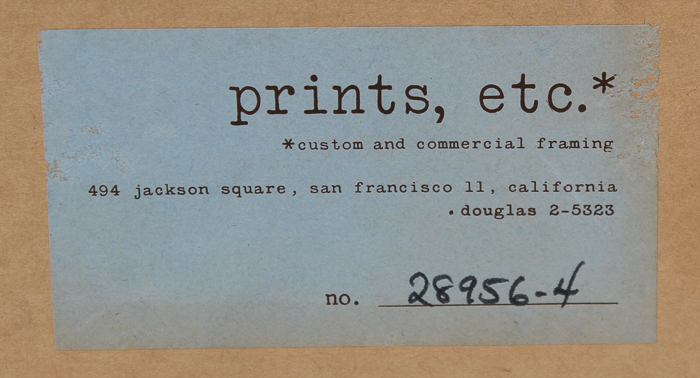 prints, etc.*
*custom and commercial framing
494 jackson square, san francisco 11, california
. douglas 2-5323
no. 28956-4